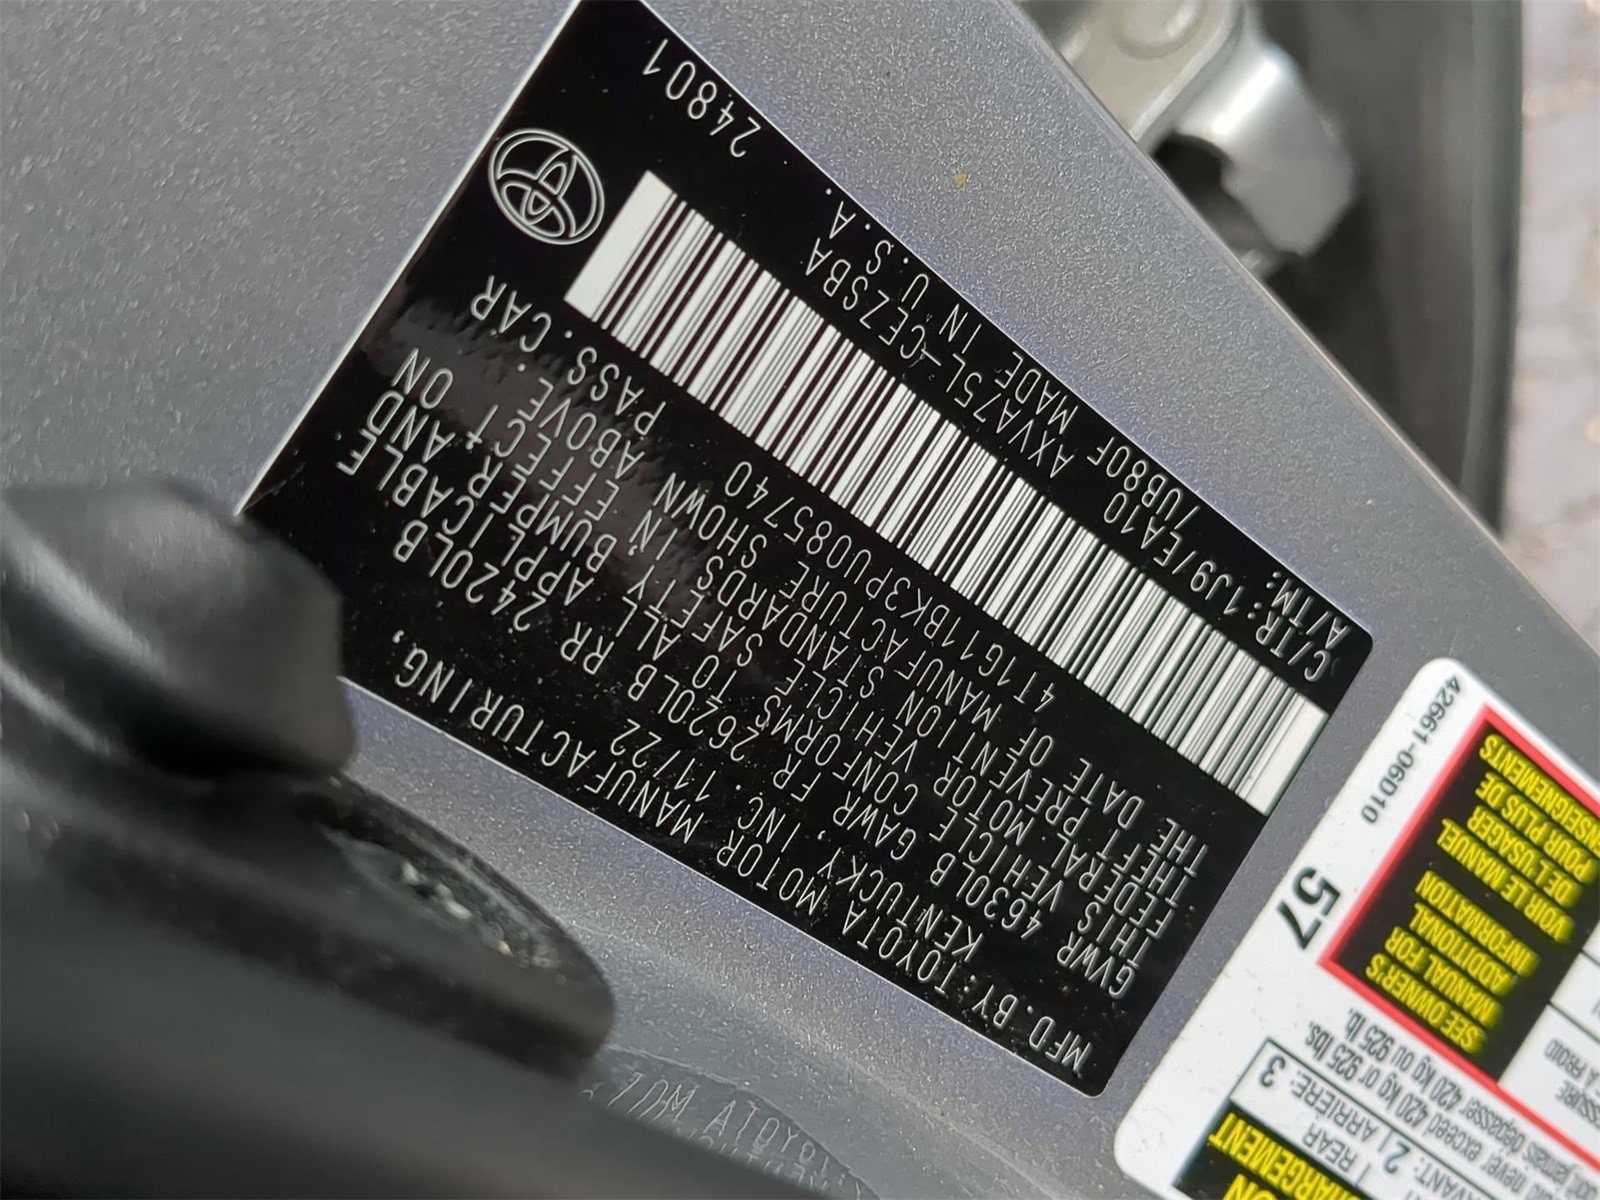 MFD.BY:TOYOTA MOTOR MANUFACTURING,
KENTUCKY, INC. 11/22
GVWR 4630LB GAWR FR 2620LB RR 2420LB
THIS VEHICLE CONFORMS TO ALL APPLICABLE
FEDERAL MOTOR VEHICLE SAFETY BUMPER AND
THEFT PREVENTION STANDARDS IN EFFECT ON
THE DATE OF MANUFACTURE SHOWN ABOVE.
4T1G11BK3PU085740 PASS.CAR
C/TR:1J9/EA10 AXVA75L-CEZSBA
A/TM: /UB80F MADE IN U.S.A.
24801
42661-06D10
57
SEE OWNER'S
MANUAL FOR
ADDITIONAL
INFORMATION
VOIR LE MANUEL
DE L'USAGER
POUR PLUS DE
RENSEIGNEMENTS
never exceed 420 kg or 925 lbs.
jamais dépasser 420 kg ou 925 lb.
REAR
ARRIERE: 3